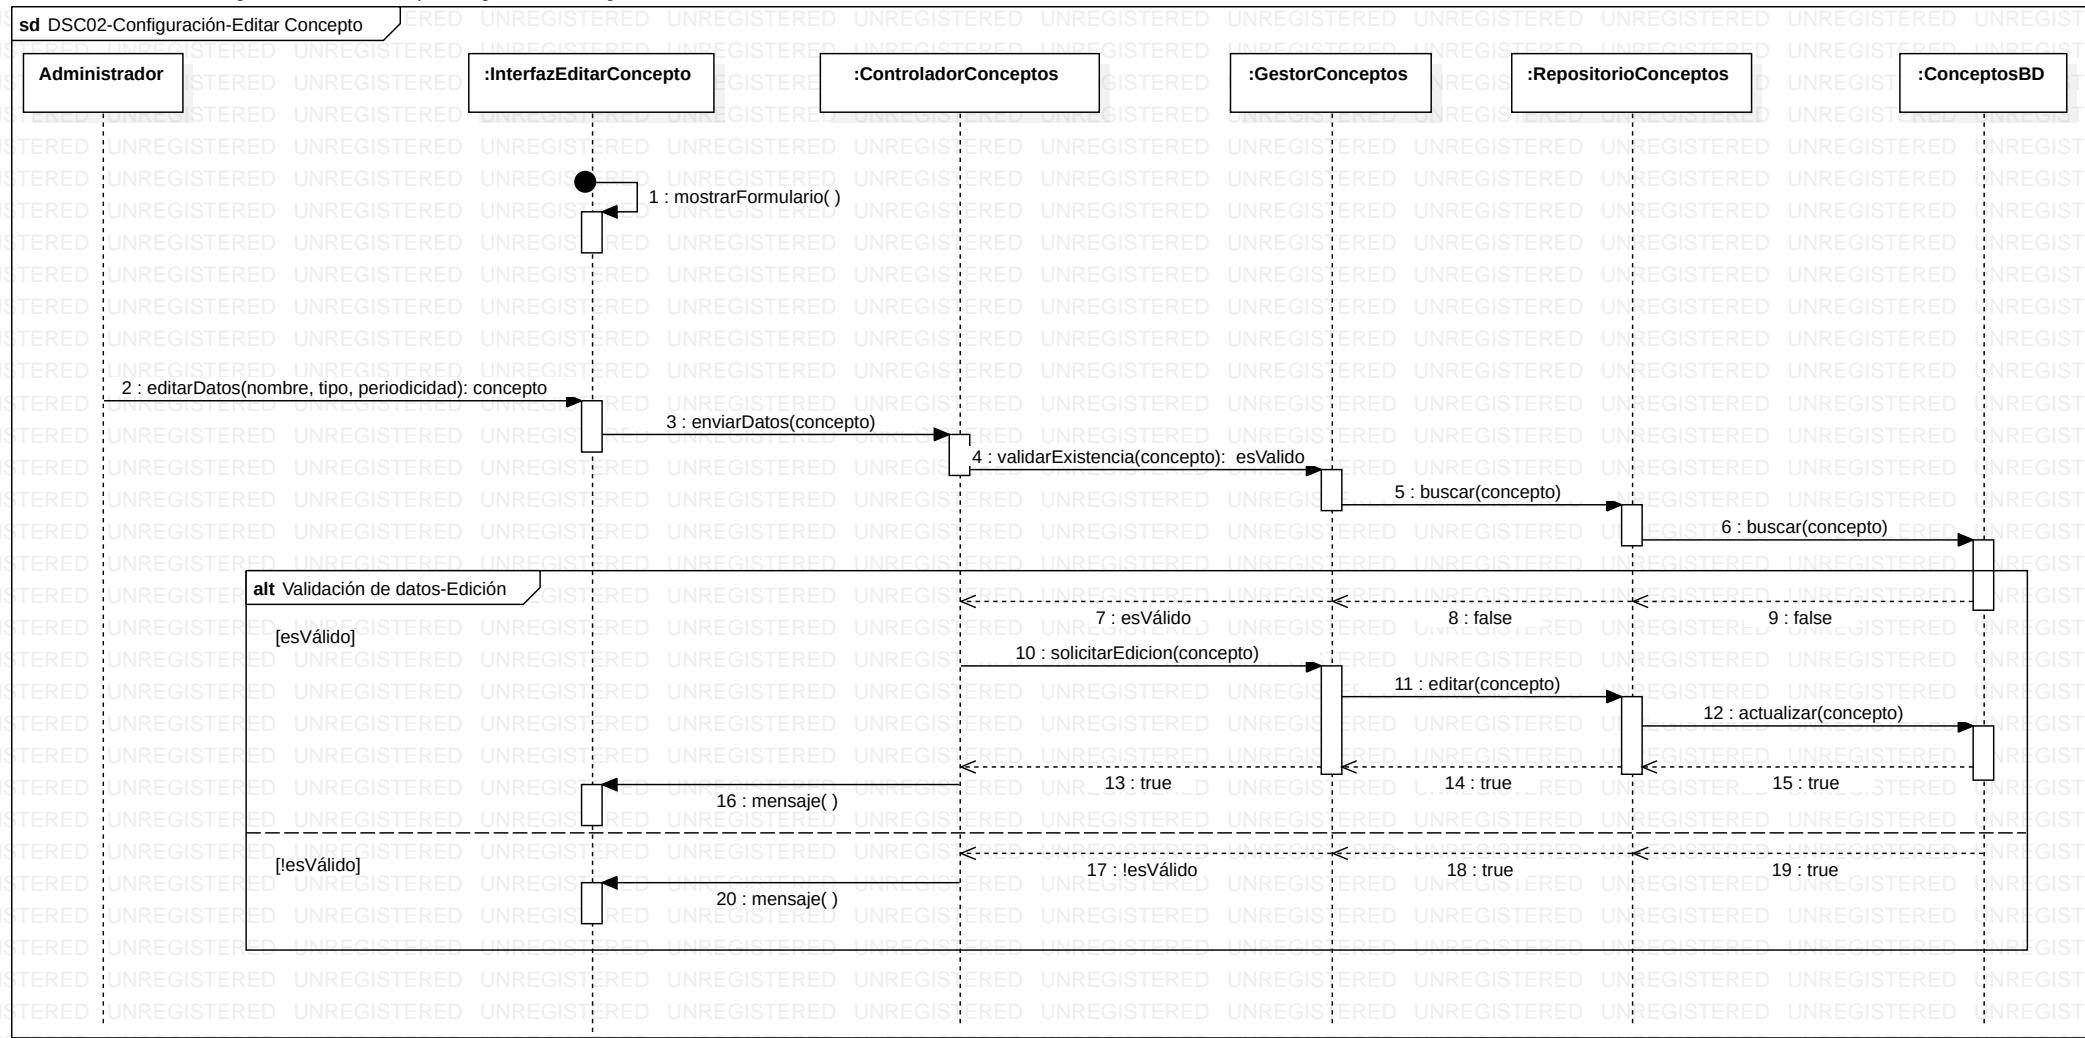 sd DSC02-Configuración-Editar Concepto
Administrador
:InterfazEditarConcepto
:ControladorConceptos
:GestorConceptos
:RepositorioConceptos
:ConceptosBD
1 : mostrarFormulario( )
2 : editarDatos(nombre, tipo, periodicidad): concepto
3 : enviarDatos(concepto)
4 : validarExistencia(concepto):  esValido
5 : buscar(concepto)
6 : buscar(concepto)
alt Validación de datos-Edición
7 : esVálido
8 : false
9 : false
[esVálido]
10 : solicitarEdicion(concepto)
11 : editar(concepto)
12 : actualizar(concepto)
13 : true
14 : true
15 : true
16 : mensaje( )
[!esVálido]
17 : !esVálido
18 : true
19 : true
20 : mensaje( )
UNREGISTERED